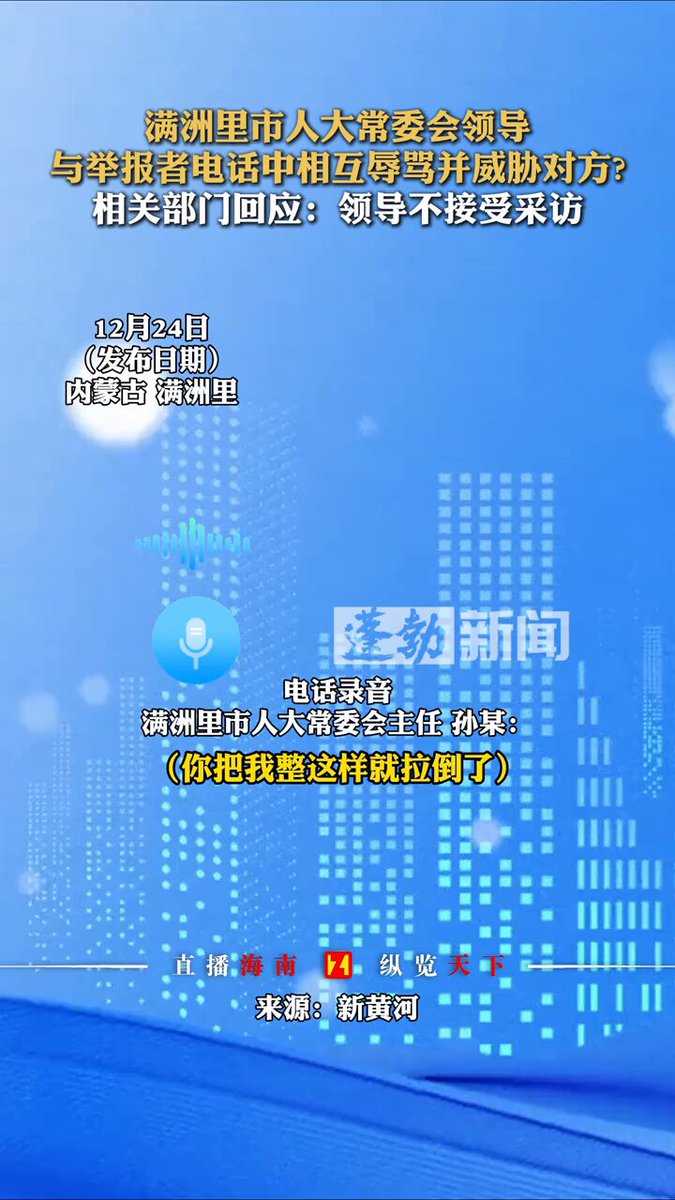 满洲里市人大常委会领导
与举报者电话中相互辱骂并威胁对方?
相关部门回应：领导不接受采访
12月24日
（发布日期）
内蒙古 满洲里
蓬勃新闻
电话录音
满洲里市人大常委会主任 孙某：
（你把我整这样就拉倒了）
直播海南 纵览天下
来源：新黄河